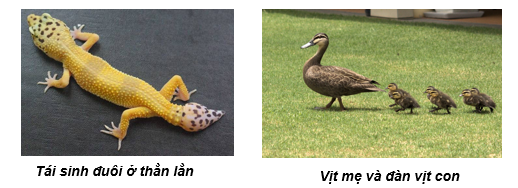 Tái sinh đuôi ở thằn lằn
Vịt mẹ và đàn vịt con